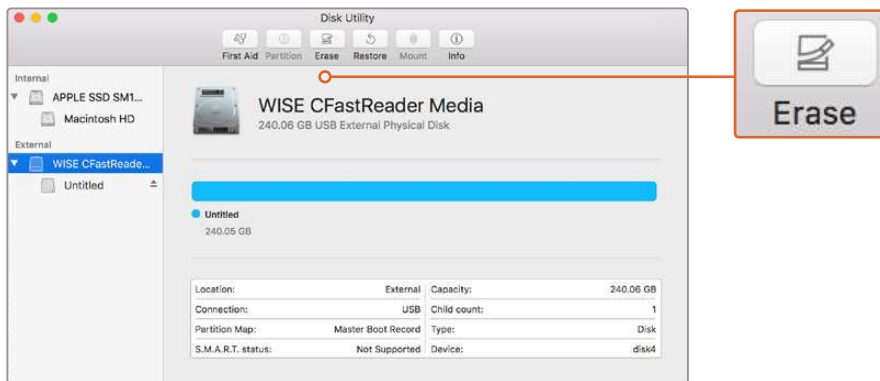 Disk Utility
First Aid Partition Erase Restore Mount Info
Erase
Internal
APPLE SSD SM1...
Macintosh HD
External
WISE CFastReade...
Untitled
WISE CFastReader Media
240.06 GB USB External Physical Disk
Untitled
240.05 GB
Location: External Capacity: 240.06 GB
Connection: USB Child count: 1
Partition Map: Master Boot Record Type: Disk
S.M.A.R.T. status: Not Supported Device: disk4